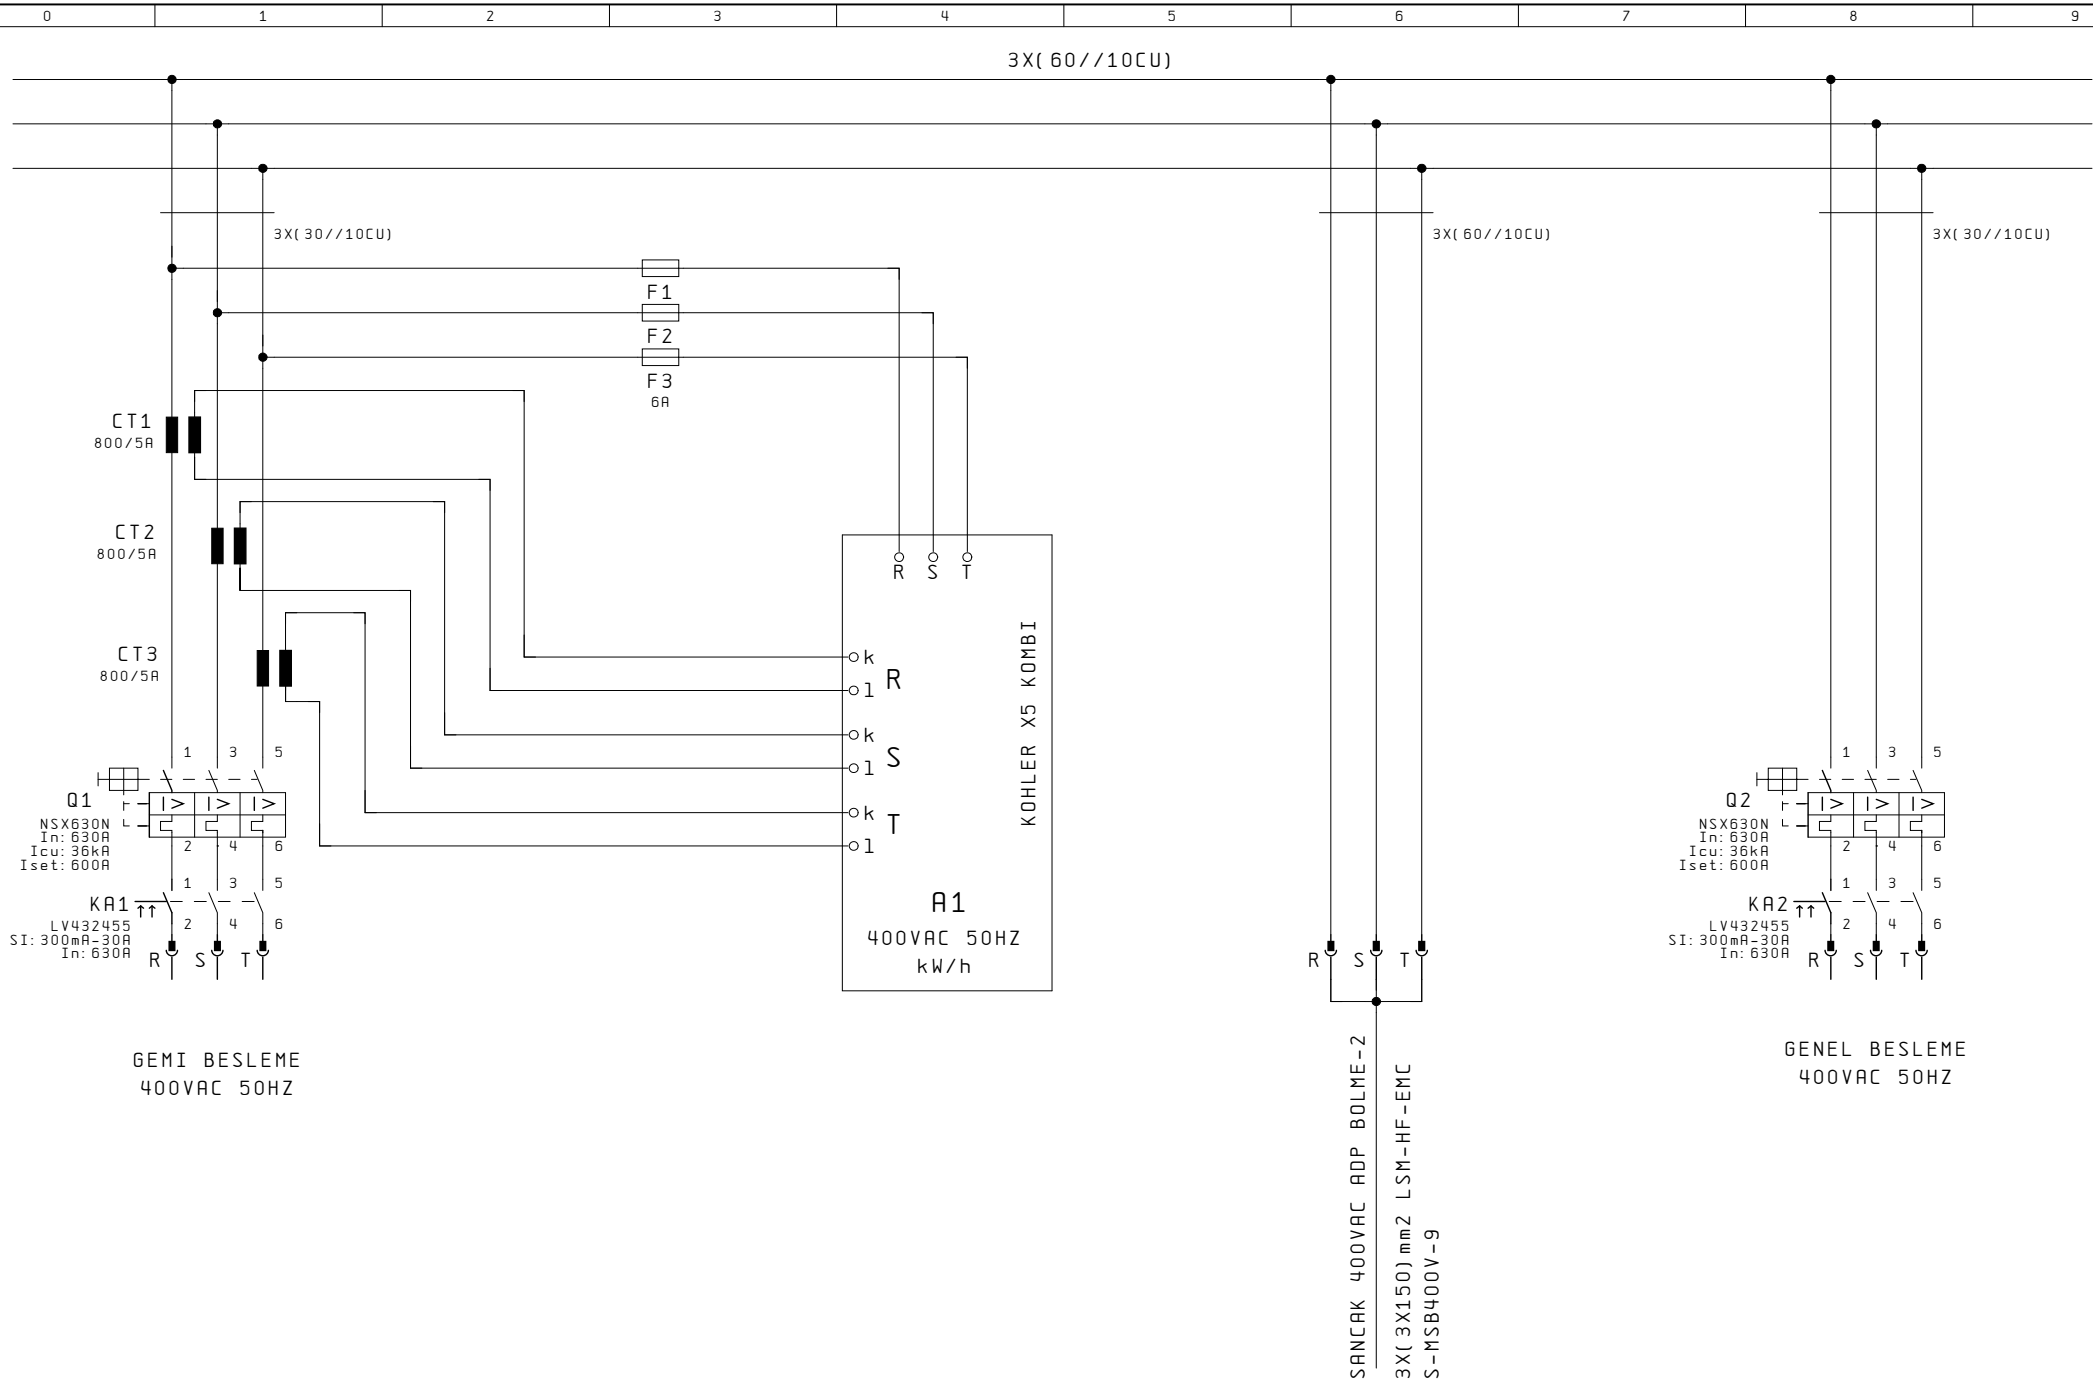 0 1 2 3 4 5 6 7 8 9
3X(60//10CU)
3X(30//10CU)
3X(60//10CU)
3X(30//10CU)
F1
F2
F3
6A
CT1
800/5A
CT2
800/5A
CT3
800/5A
R S T
k
l
R
k
l
S
k
l
T
KOHLER X5 KOMBI
A1
400VAC 50HZ
kW/h
1 3 5
Q1
NSX630N
In:630A
Icu:36kA
Iset:600A
2 4 6
1 3 5
KA1
LV432455
SI:300mA-30A
In:630A
2 4 6
R S T
GEMI BESLEME
400VAC 50HZ
R S T
SANCAK 400VAC ADP BOLME-2
3X(3X150)mm2 LSM-HF-EMC
S-MSB400V-9
1 3 5
Q2
NSX630N
In:630A
Icu:36kA
Iset:600A
2 4 6
1 3 5
KA2
LV432455
SI:300mA-30A
In:630A
2 4 6
R S T
GENEL BESLEME
400VAC 50HZ